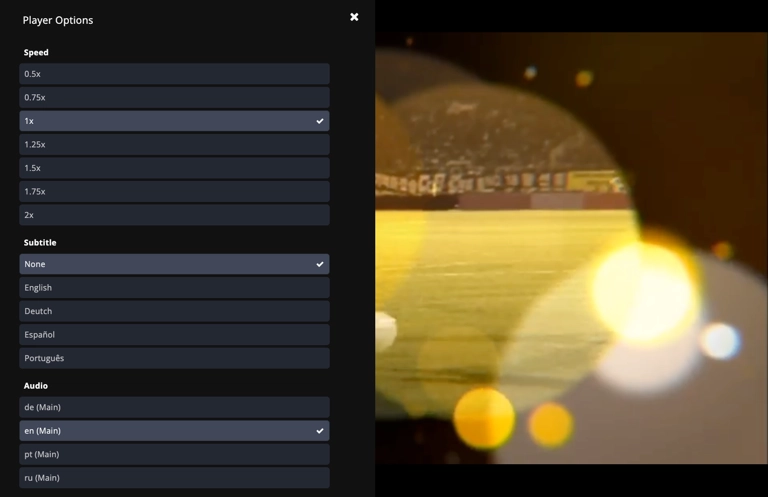 Player Options
Speed
0.5x
0.75x
1x
1.25x
1.5x
1.75x
2x
Subtitle
None
English
Deutch
Español
Português
Audio
de (Main)
en (Main)
pt (Main)
ru (Main)